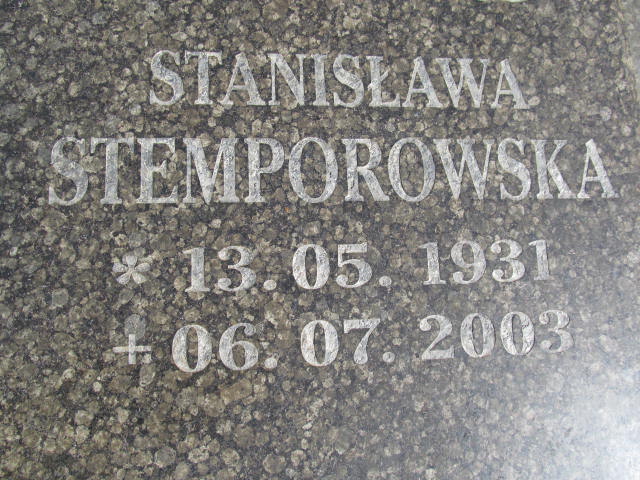 STANISŁAWA
STEMPOROWSKA
* 13. 05. 1931
+ 06. 07. 2003